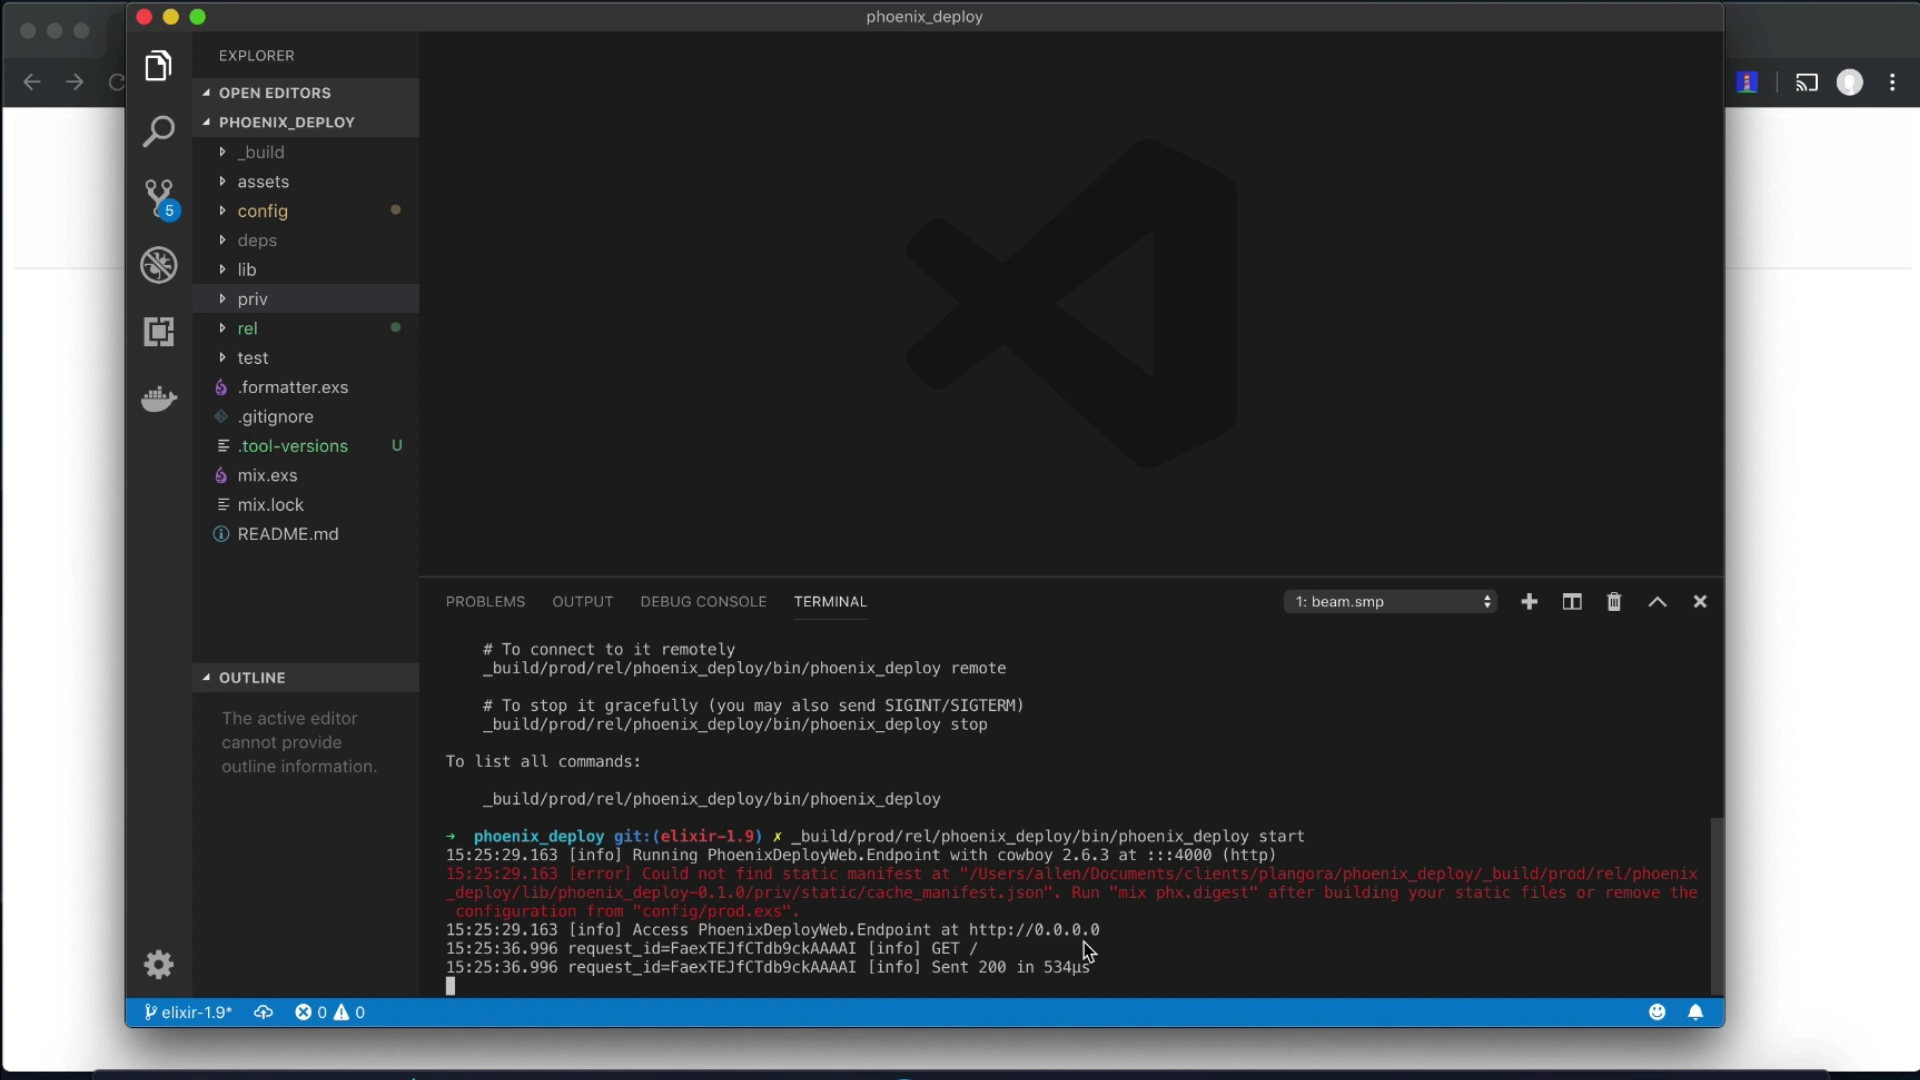 phoenix_deploy
EXPLORER
OPEN EDITORS
PHOENIX_DEPLOY
_build
assets
config
deps
lib
priv
rel
test
.formatter.exs
.gitignore
.tool-versions U
mix.exs
mix.lock
README.md
5
OUTLINE
The active editor
cannot provide
outline information.
PROBLEMS OUTPUT DEBUG CONSOLE TERMINAL 1: beam.smp
# To connect to it remotely
_build/prod/rel/phoenix_deploy/bin/phoenix_deploy remote
# To stop it gracefully (you may also send SIGINT/SIGTERM)
_build/prod/rel/phoenix_deploy/bin/phoenix_deploy stop
To list all commands:
_build/prod/rel/phoenix_deploy/bin/phoenix_deploy
→ phoenix_deploy git:(elixir-1.9) ✗ _build/prod/rel/phoenix_deploy/bin/phoenix_deploy start
15:25:29.163 [info] Running PhoenixDeployWeb.Endpoint with cowboy 2.6.3 at :::4000 (http)
15:25:29.163 [error] Could not find static manifest at "/Users/allen/Documents/clients/plangora/phoenix_deploy/_build/prod/rel/phoenix
_deploy/lib/phoenix_deploy-0.1.0/priv/static/cache_manifest.json". Run "mix phx.digest" after building your static files or remove the
configuration from "config/prod.exs".
15:25:29.163 [info] Access PhoenixDeployWeb.Endpoint at http://0.0.0.0
15:25:36.996 request_id=FaexTEJfCTdb9ckAAAAI [info] GET /
15:25:36.996 request_id=FaexTEJfCTdb9ckAAAAI [info] Sent 200 in 534µs
elixir-1.9* 0 0